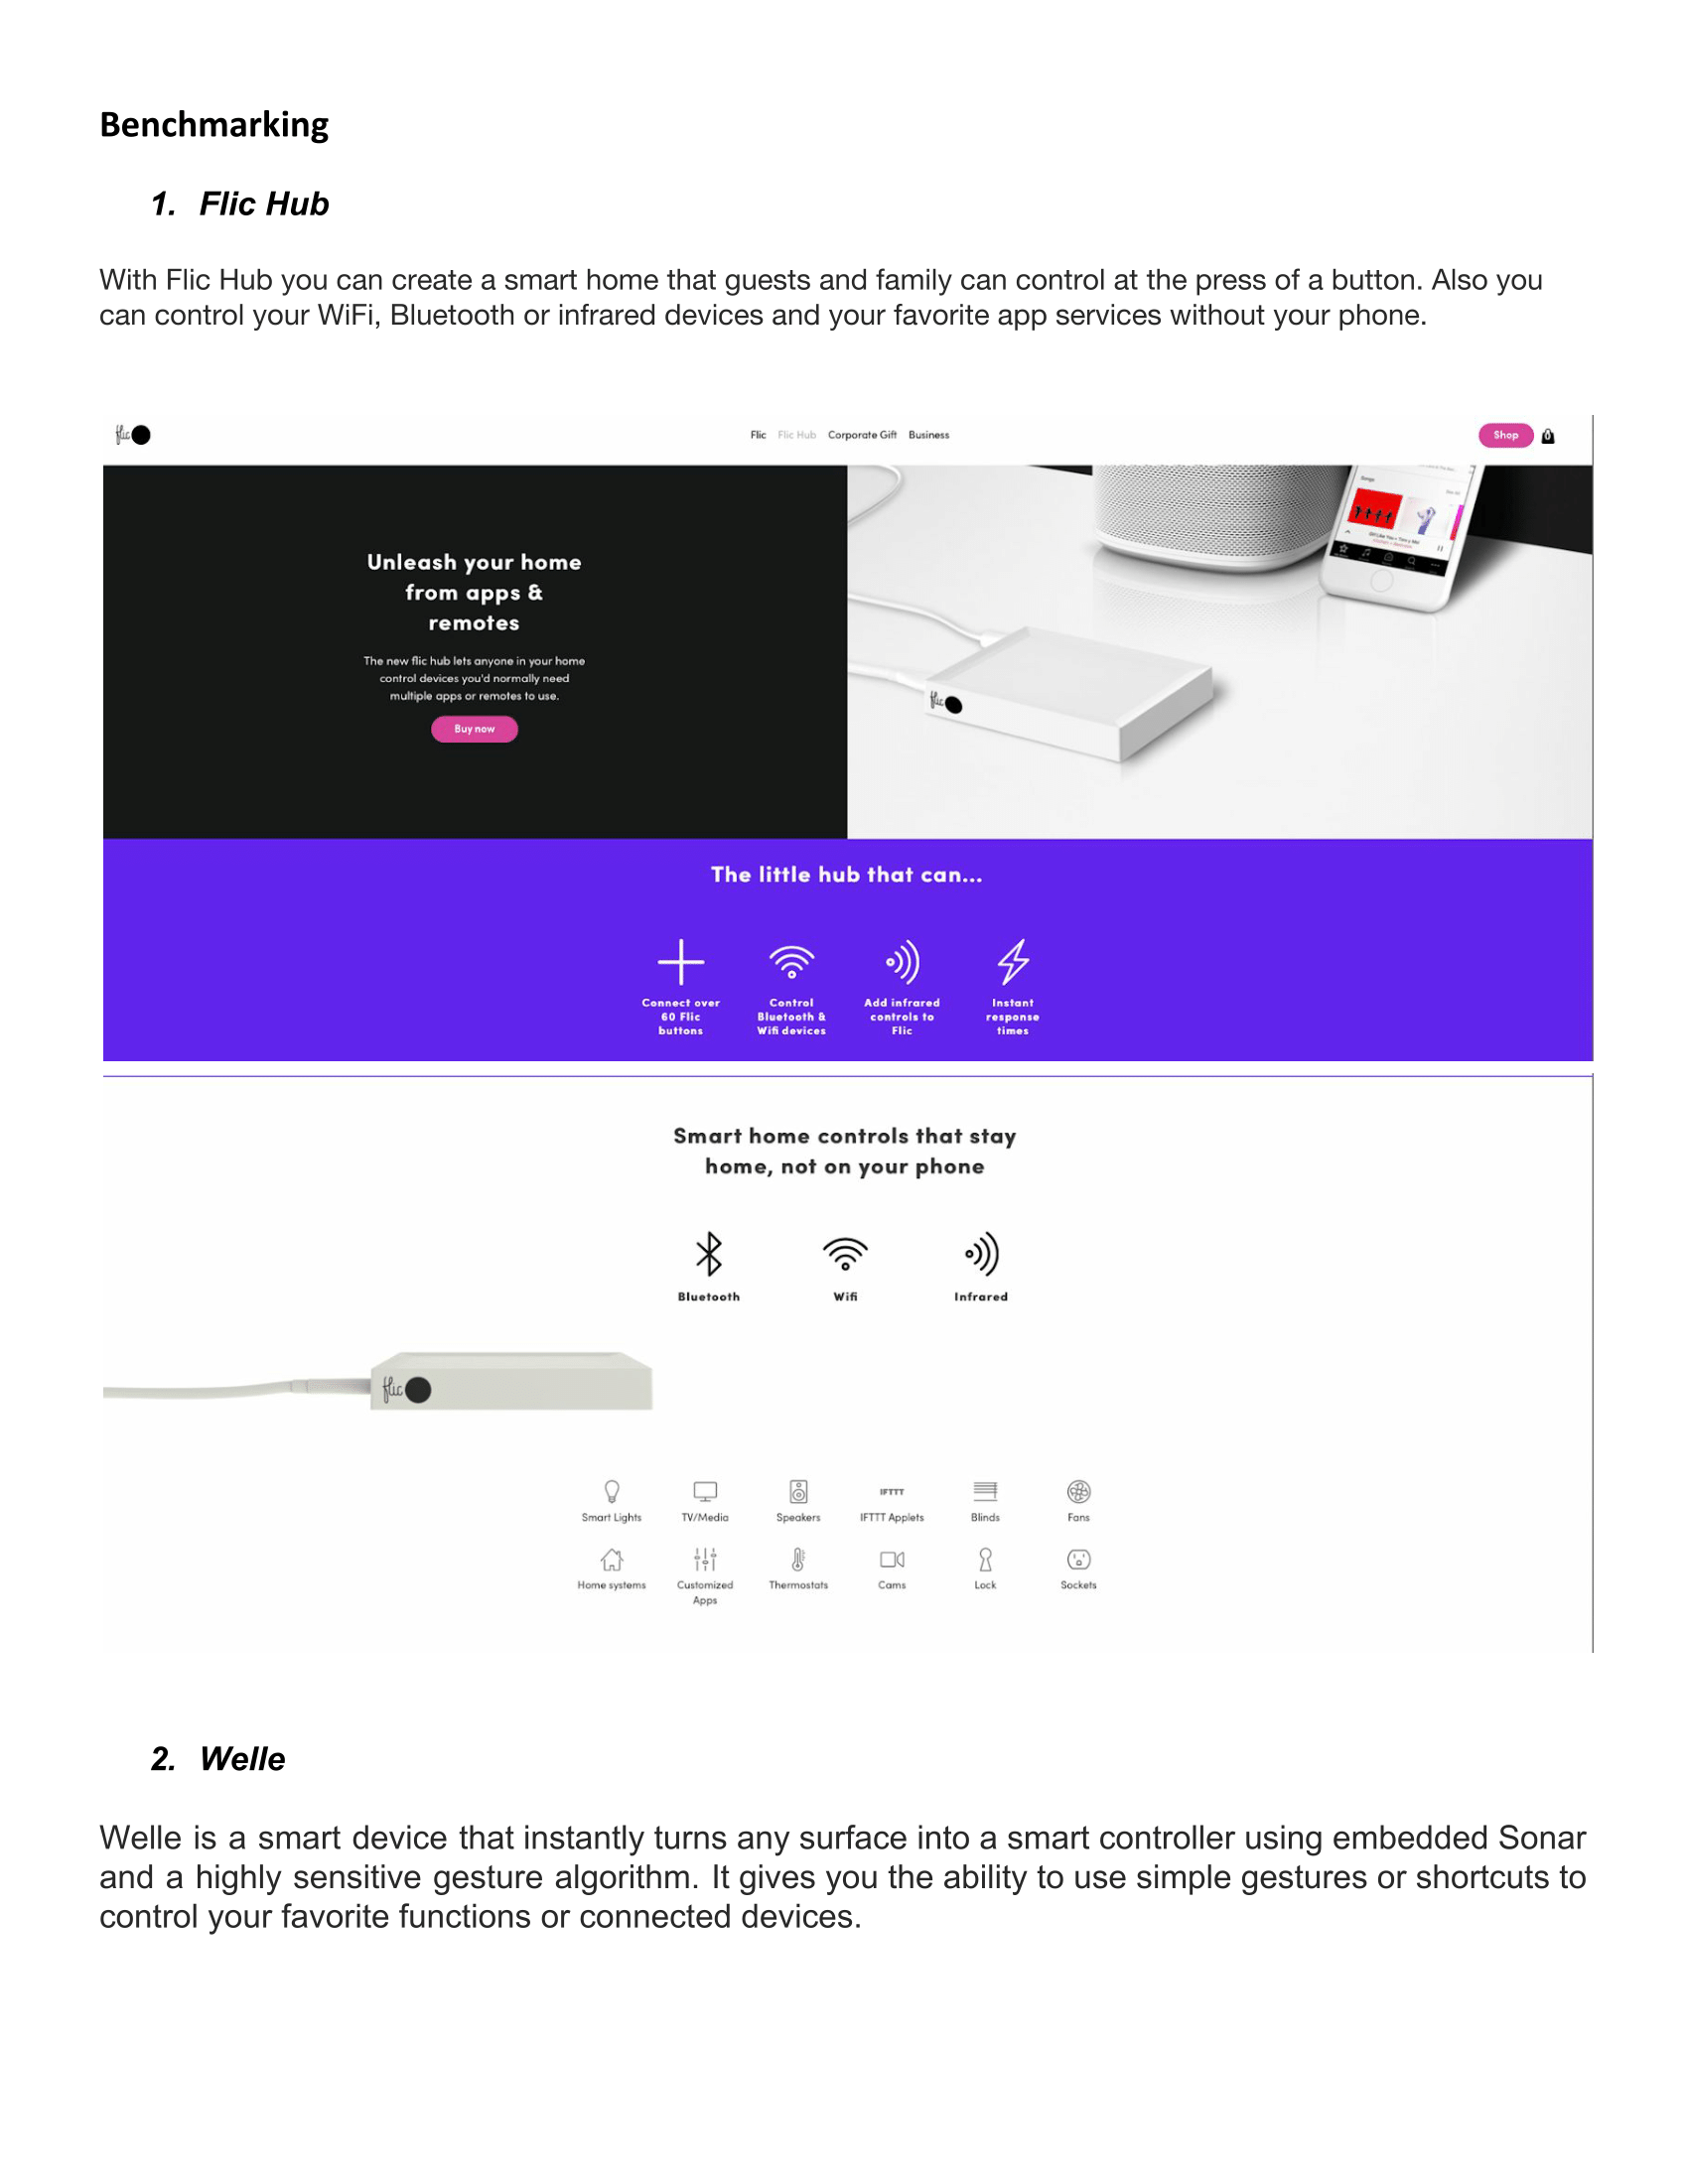 Benchmarking
1. Flic Hub
With Flic Hub you can create a smart home that guests and family can control at the press of a button. Also you
can control your WiFi, Bluetooth or infrared devices and your favorite app services without your phone.
flic
Flic Flic Hub Corporate Gift Business
Shop
0
Unleash your home
from apps &
remotes
The new flic hub lets anyone in your home
control devices you'd normally need
multiple apps or remotes to use.
Buy now
Songs
flic
The little hub that can...
Connect over
60 Flic
buttons
Control
Bluetooth &
Wifi devices
Add infrared
controls to
Flic
Instant
response
times
Smart home controls that stay
home, not on your phone
Bluetooth
Wifi
Infrared
flic
IFTTT
Smart Lights TV/Media Speakers IFTTT Applets Blinds Fans
Home systems Customized Thermostats Cams Lock Sockets
Apps
2. Welle
Welle is a smart device that instantly turns any surface into a smart controller using embedded Sonar
and a highly sensitive gesture algorithm. It gives you the ability to use simple gestures or shortcuts to
control your favorite functions or connected devices.